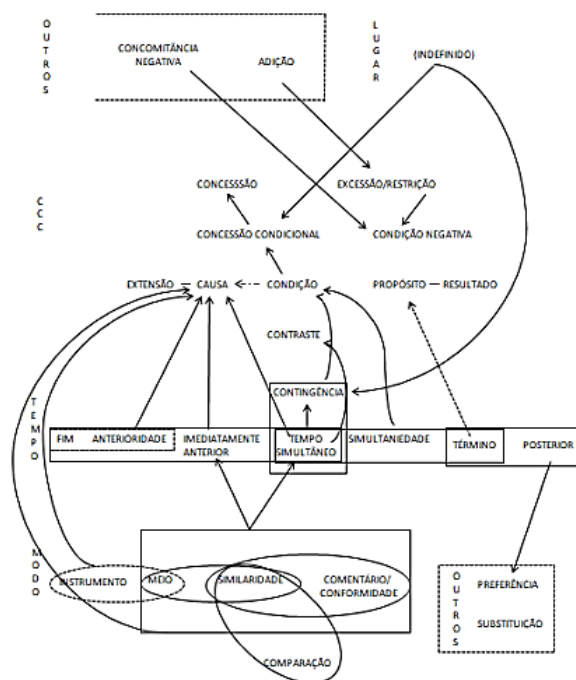 OUTROS
CONCOMITÂNCIA
NEGATIVA
ADIÇÃO
LUGAR
(INDEFINIDO)
CCC
CONCESSSÃO
EXCESSÃO/RESTRIÇÃO
CONCESSÃO CONDICIONAL
CONDIÇÃO NEGATIVA
EXTENSÃO — CAUSA
CONDIÇÃO
PROPÓSITO — RESULTADO
CONTRASTE
CONTINGÊNCIA
TEMPO
FIM
ANTERIORIDADE
IMEDIATAMENTE
ANTERIOR
TEMPO
SIMULTÂNEO
SIMULTANIEDADE
TÉRMINO
POSTERIOR
MODO
INSTRUMENTO
MEIO
SIMILARIDADE
COMENTÁRIO/
CONFORMIDADE
COMPARAÇÃO
OUTROS
PREFERÊNCIA
SUBSTITUIÇÃO